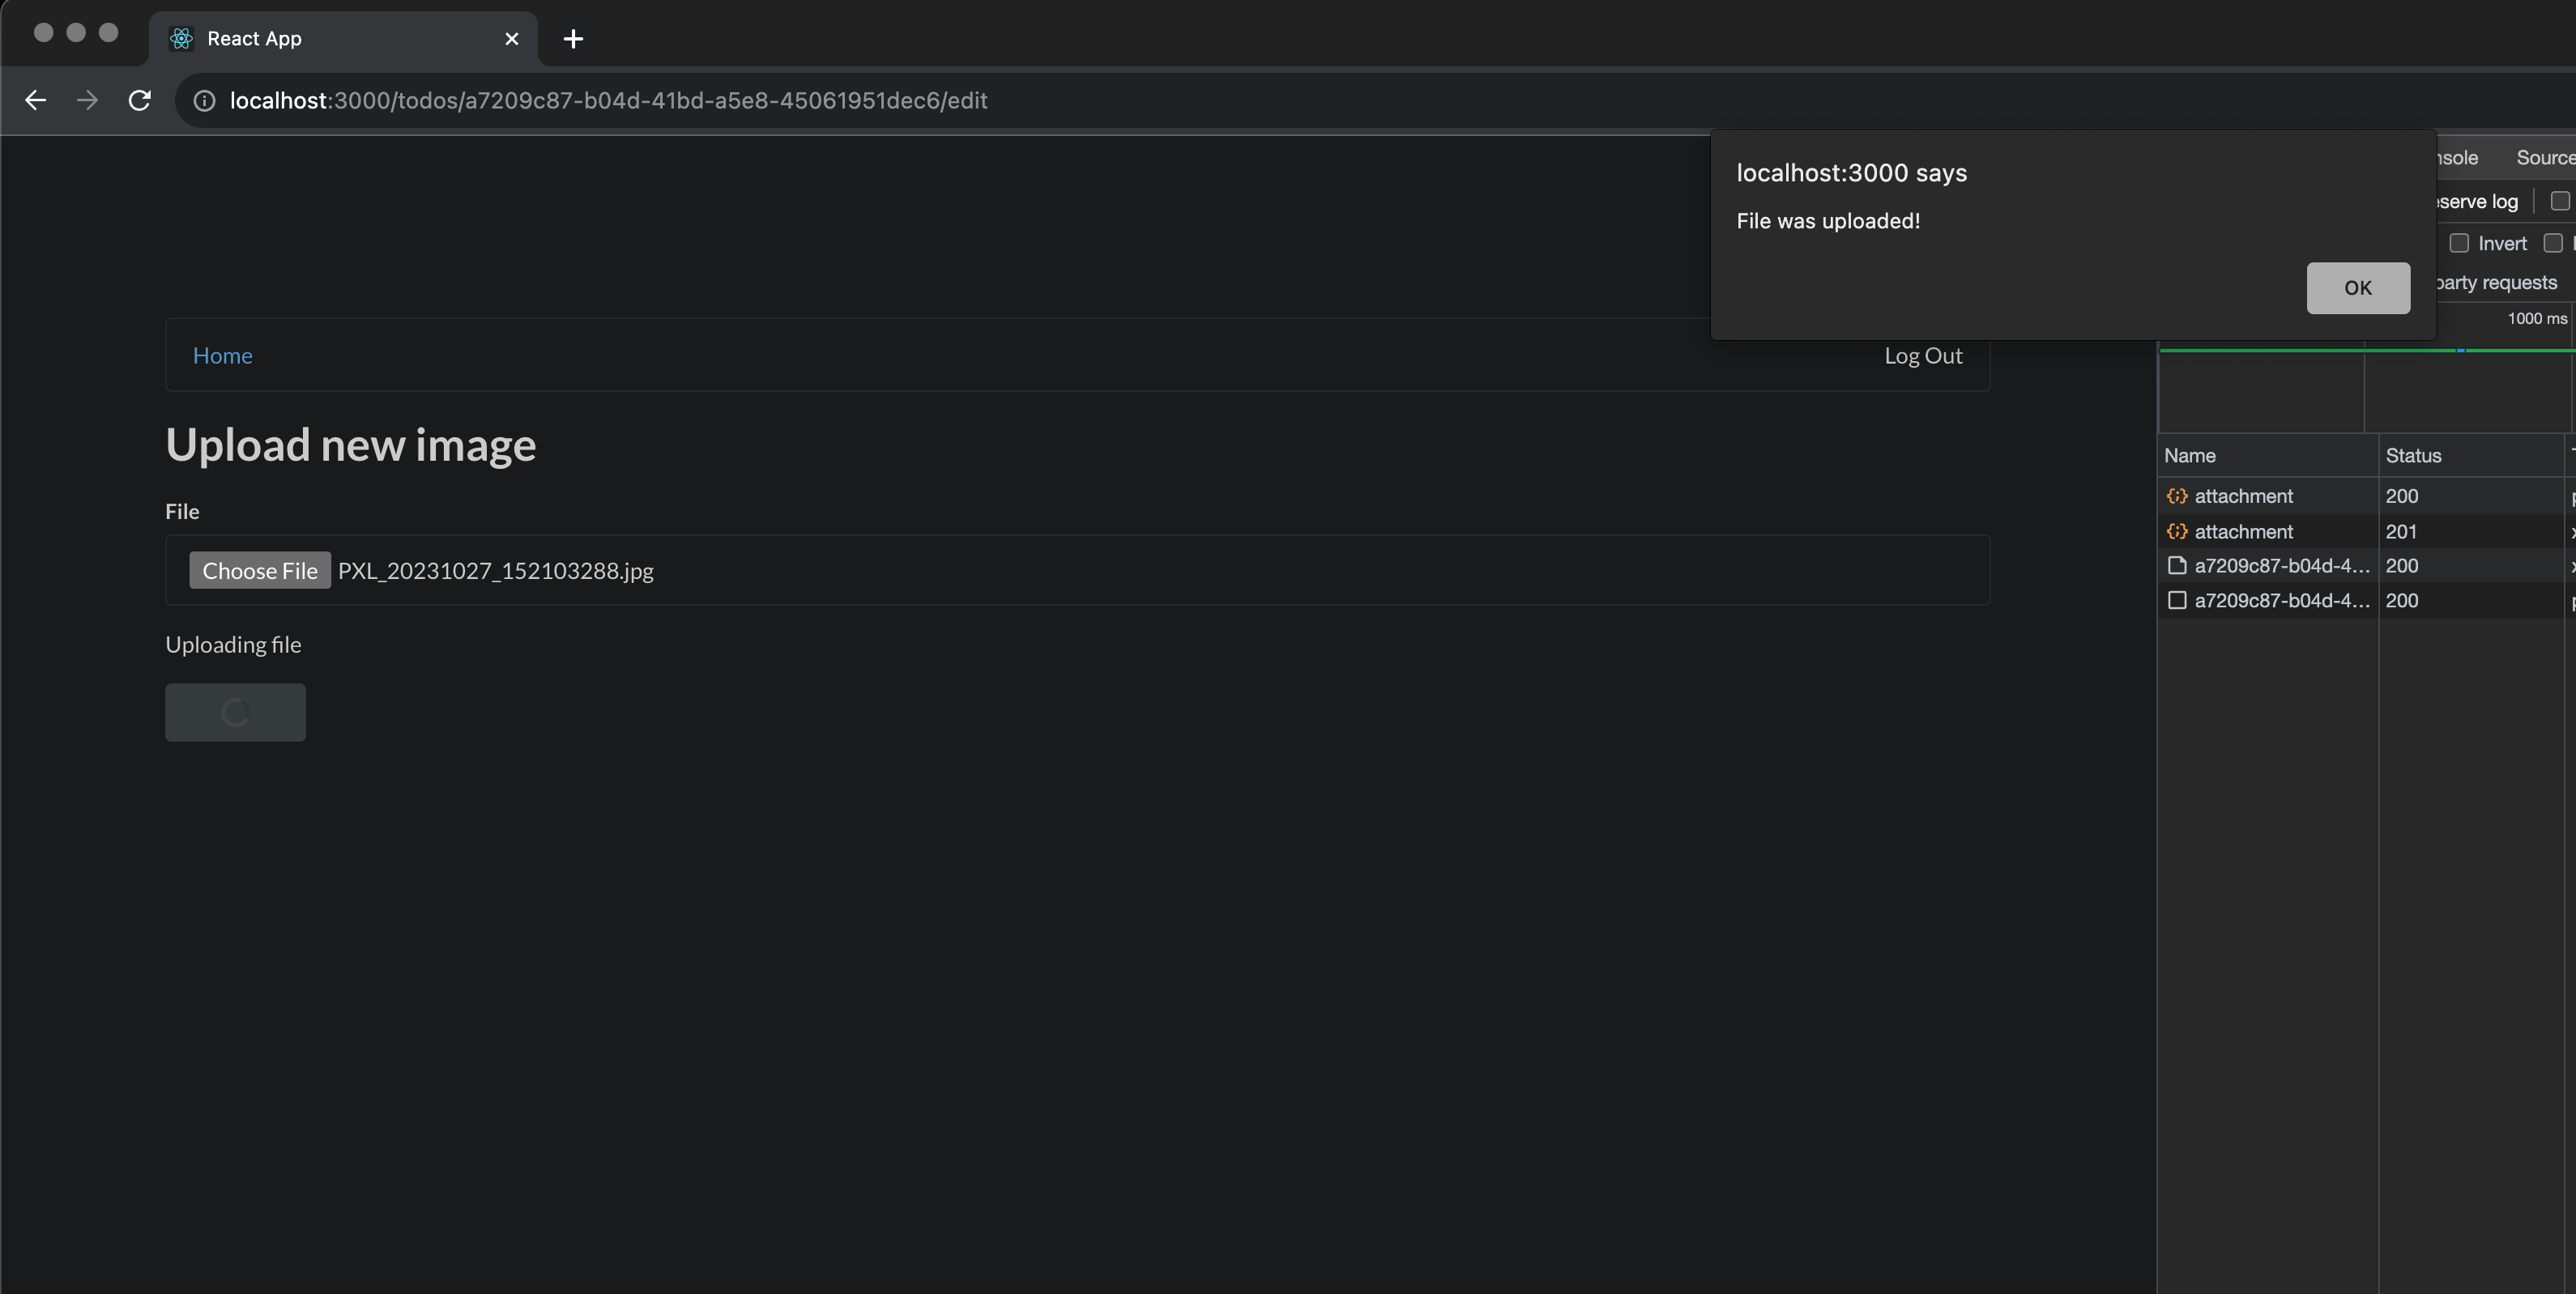 React App
localhost:3000/todos/a7209c87-b04d-41bd-a5e8-45061951dec6/edit
localhost:3000 says
File was uploaded!
OK
Invert
party requests
1000 ms
Home
Log Out
Upload new image
File
Choose File PXL_20231027_152103288.jpg
Uploading file
Name Status
attachment 200
attachment 201
a7209c87-b04d-4... 200
a7209c87-b04d-4... 200
nsole Source
eserve log